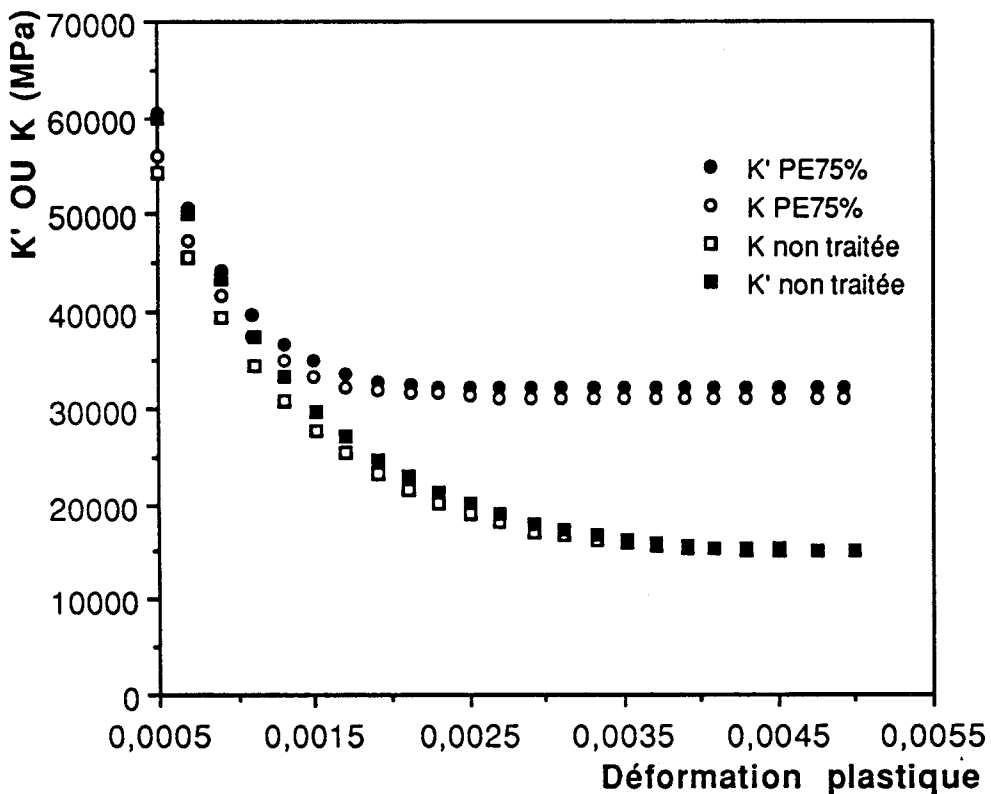 K' OU K (MPa)
70000
60000
50000
40000
30000
20000
10000
0
K' PE75%
K PE75%
K non traitée
K' non traitée
0,0005
0,0015
0,0025
0,0035
0,0045
0,0055
Déformation plastique